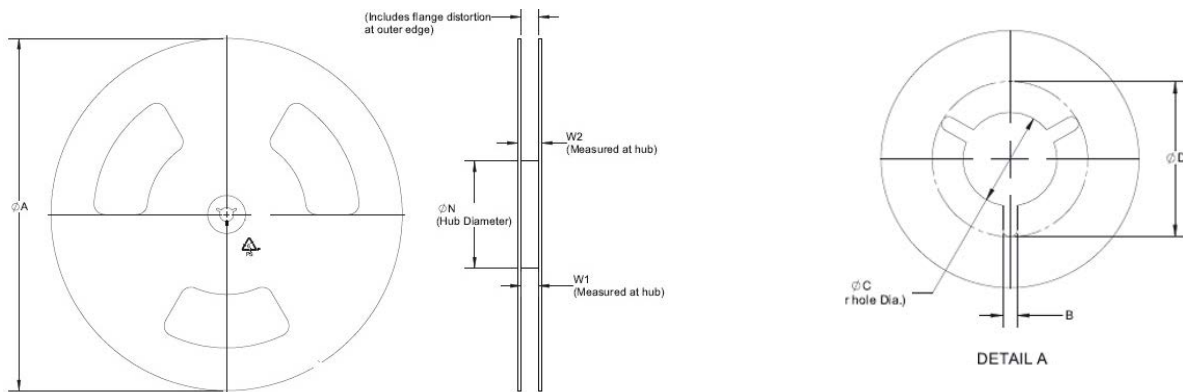 (Includes flange distortion
at outer edge)
W2
(Measured at hub)
ØA
ØN
(Hub Diameter)
W1
(Measured at hub)
PS
ØD
ØC
r hole Dia.)
B
DETAIL A